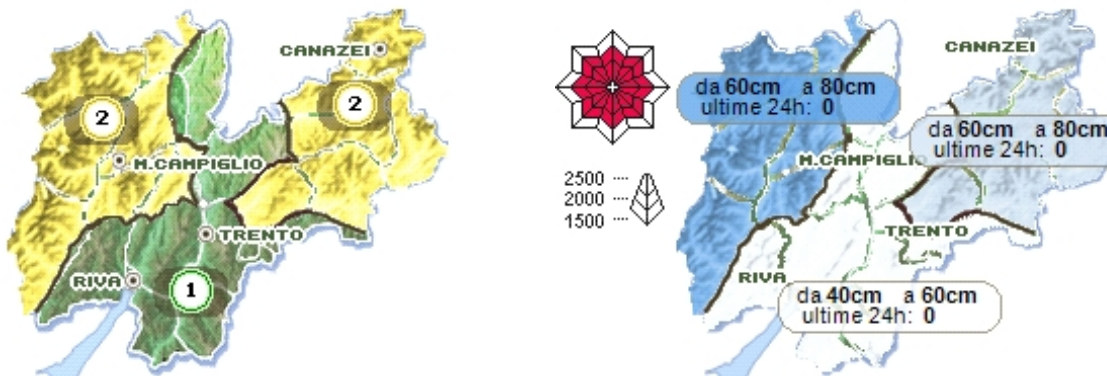 CANAZEI
2
2
M.CAMPIGLIO
TRENTO
RIVA
1
CANAZEI
da 60cm a 80cm
ultime 24h: 0
da 60cm a 80cm
ultime 24h: 0
M.CAMPIGLIO
2500
2000
1500
TRENTO
RIVA
da 40cm a 60cm
ultime 24h: 0